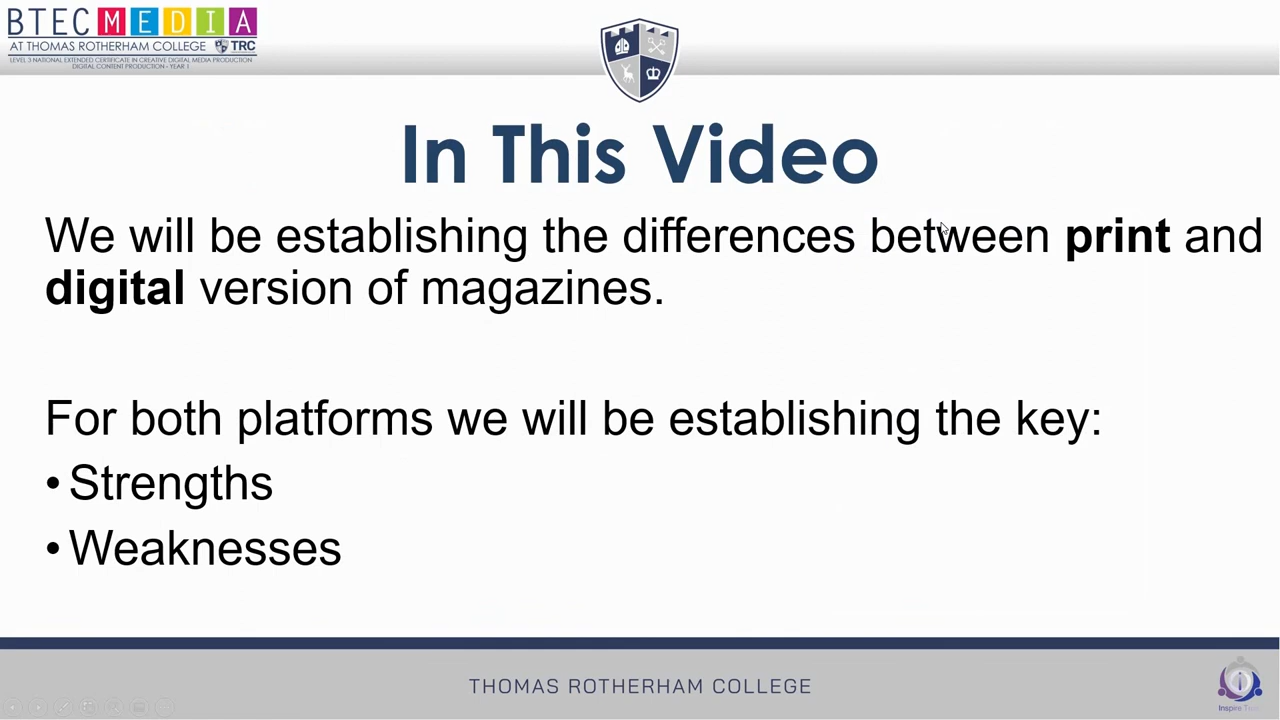 BTEC MEDIA
AT THOMAS ROTHERHAM COLLEGE TRC
LEVEL 3 NATIONAL EXTENDED CERTIFICATE IN CREATIVE DIGITAL MEDIA PRODUCTION
DIGITAL CONTENT PRODUCTION - YEAR 1
In This Video
We will be establishing the differences between print and
digital version of magazines.
For both platforms we will be establishing the key:
• Strengths
• Weaknesses
THOMAS ROTHERHAM COLLEGE
Inspire